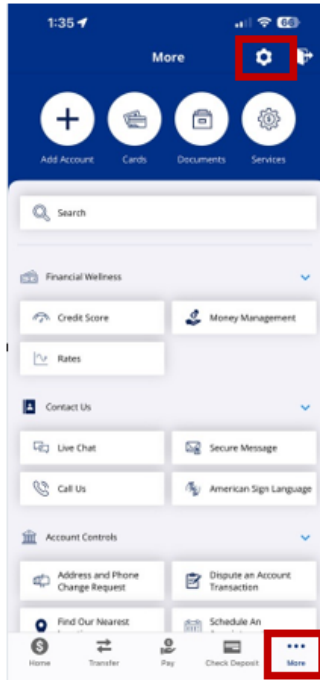 1:35
66
More
Add Account
Cards
Documents
Services
Search
Financial Wellness
Credit Score
Money Management
Rates
Contact Us
Live Chat
Secure Message
Call Us
American Sign Language
Account Controls
Address and Phone
Change Request
Dispute an Account
Transaction
Find Our Nearest
Schedule An
Home
Transfer
Pay
Check Deposit
More